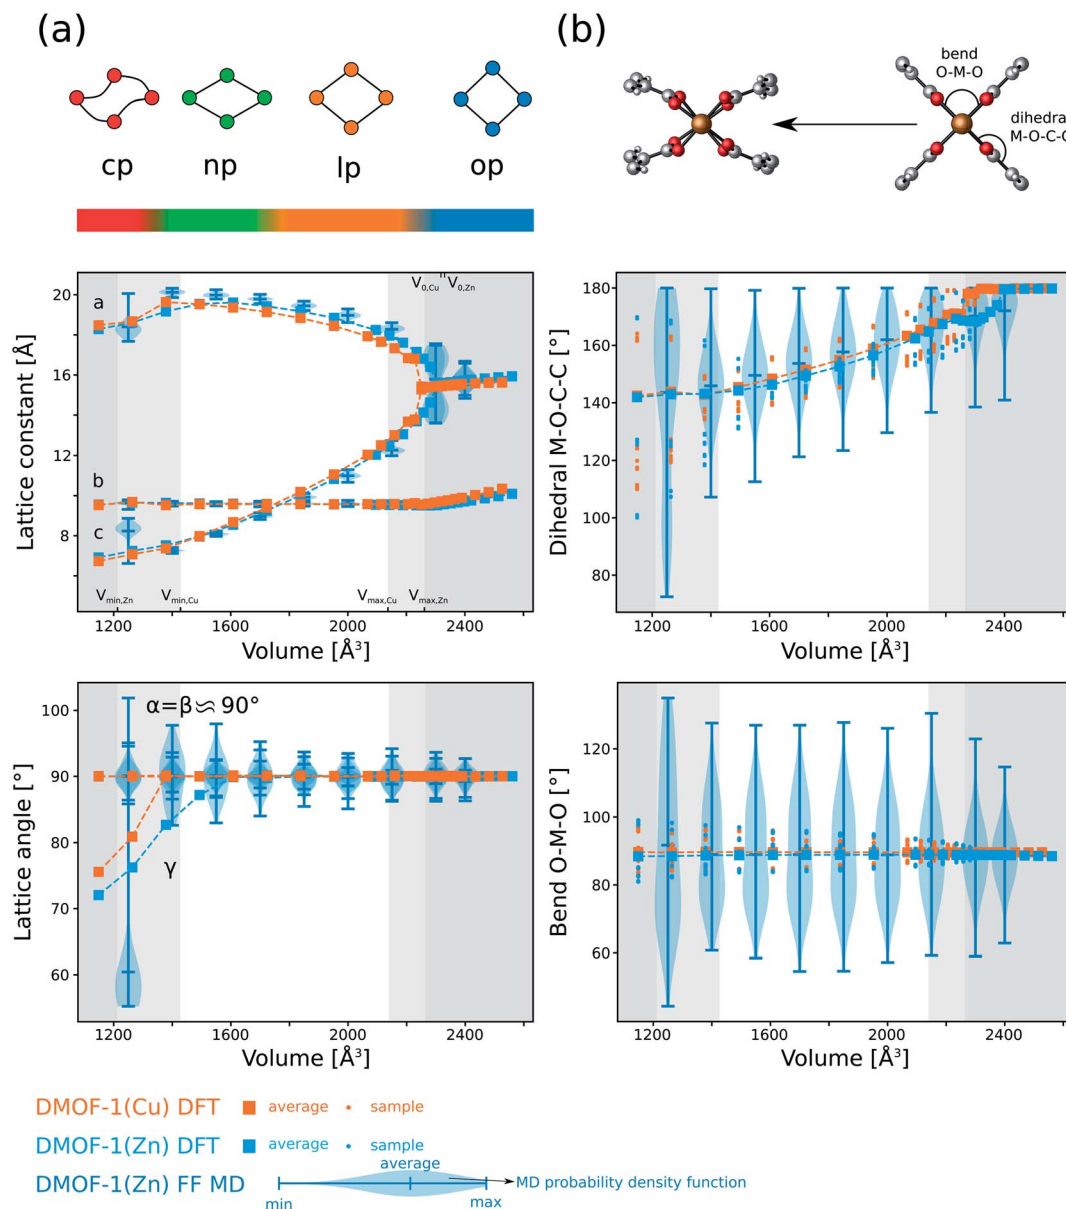 (a)
(b)
cp
np
lp
op
bend
O-M-O
dihedral
M-O-C-C
V0,Cu V0,Zn
20
16
12
8
a
b
c
Vmin,Zn
Vmin,Cu
Vmax,Cu
Vmax,Zn
1200
1600
2000
2400
Lattice constant [Å]
Volume [Å³]
180
160
140
120
100
80
1200
1600
2000
2400
Dihedral M-O-C-C [°]
Volume [Å³]
100
90
80
70
60
α=β≈90°
γ
1200
1600
2000
2400
Lattice angle [°]
Volume [Å³]
120
100
80
60
1200
1600
2000
2400
Bend O-M-O [°]
Volume [Å³]
DMOF-1(Cu) DFT average sample
DMOF-1(Zn) DFT average sample
average
DMOF-1(Zn) FF MD MD probability density function
min max